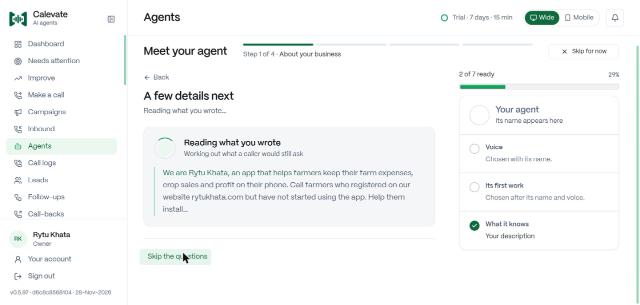 Calevate
AI agents
Dashboard
Needs attention
Improve
Make a call
Campaigns
Inbound
Agents
Call logs
Leads
Follow-ups
Call-backs
RK
Rytu Khata
Owner
Your account
Sign out
Agents
Trial · 7 days · 15 min
Wide
Mobile
Meet your agent
Step 1 of 4 · About your business
Skip for now
Back
A few details next
Reading what you wrote...
Reading what you wrote
Working out what a caller would still ask
We are Rytu Khata, an app that helps farmers keep their farm expenses,
crop sales and profit on their phone. Call farmers who registered on our
website rytukhata.com but have not started using the app. Help them
install...
Skip the questions
2 of 7 ready
29%
Your agent
Its name appears here
Voice
Chosen with its name.
Its first work
Chosen after its name and voice.
What it knows
Your description